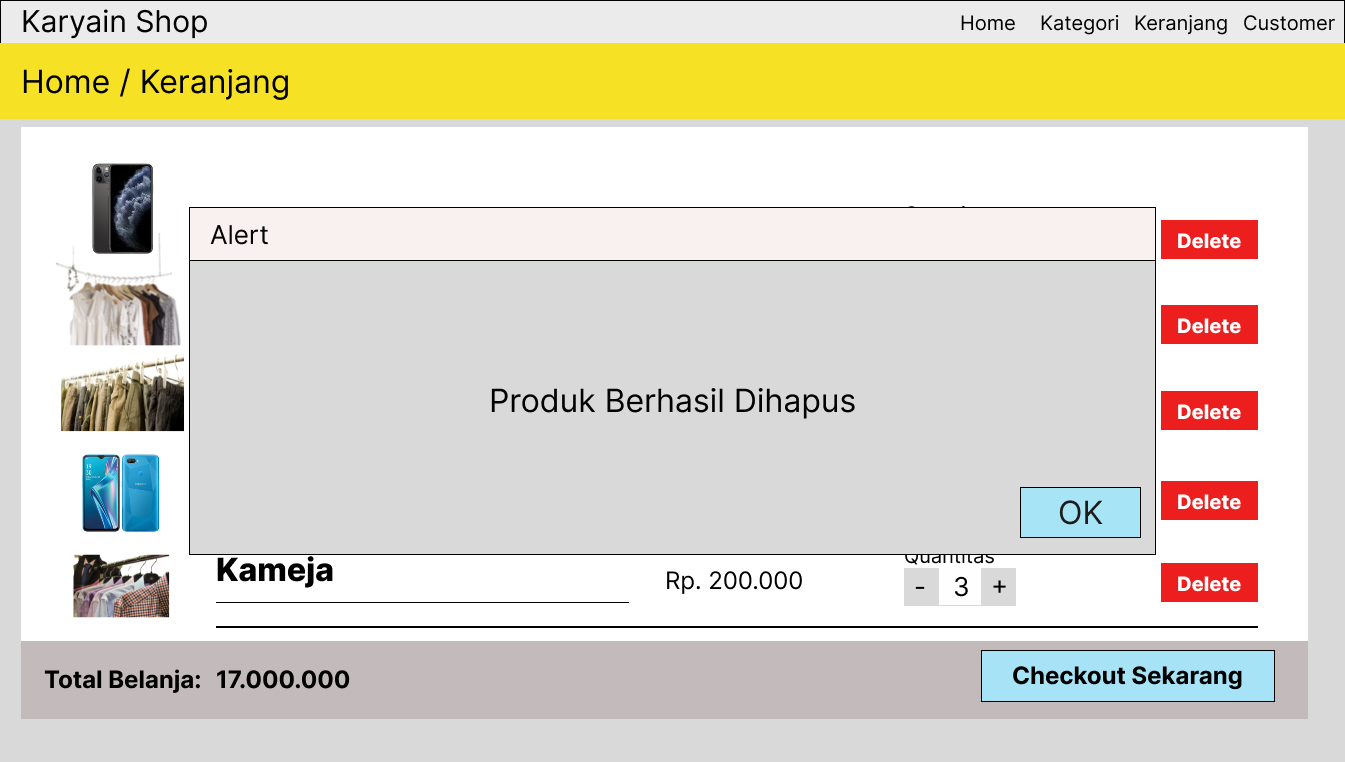 Karyain Shop
Home Kategori Keranjang Customer
Home / Keranjang
Alert
Delete
Delete
Produk Berhasil Dihapus
Delete
Delete
OK
Quantitas
Kameja
Rp. 200.000
- 3 +
Delete
Total Belanja: 17.000.000
Checkout Sekarang